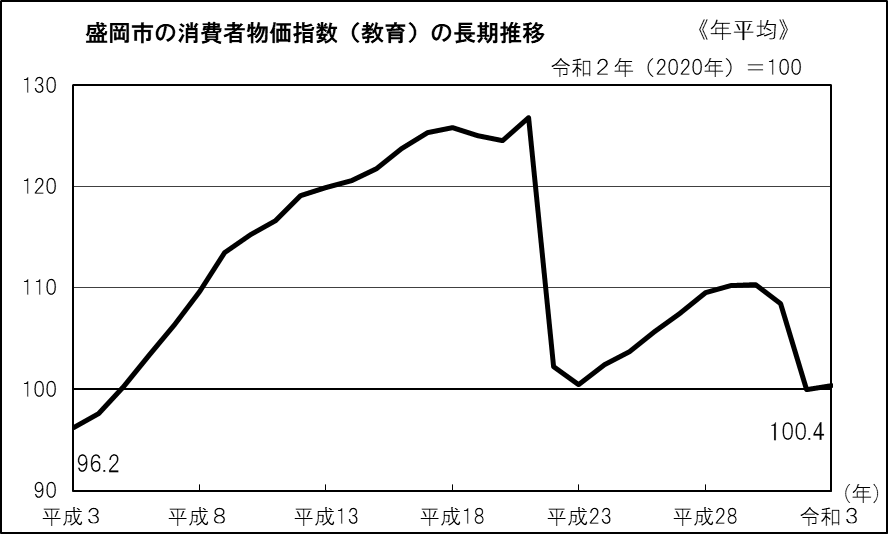 盛岡市の消費者物価指数（教育）の長期推移
《年平均》
令和２年（2020年）＝100
130
120
110
100
90
96.2
100.4
平成３
平成８
平成13
平成18
平成23
平成28
令和３
（年）